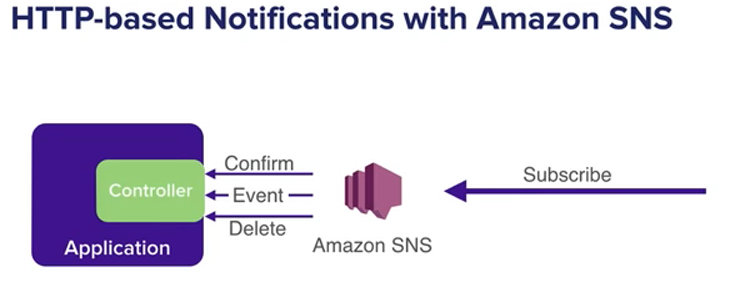 HTTP-based Notifications with Amazon SNS
Confirm
Subscribe
Controller
Event
Delete
Application
Amazon SNS